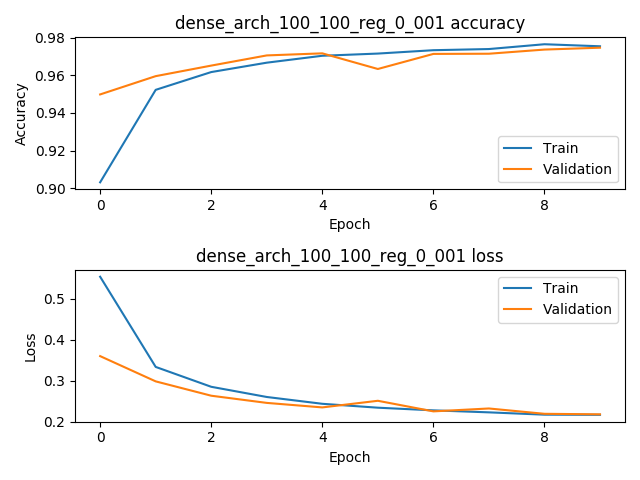 dense_arch_100_100_reg_0_001 accuracy
0.98
0.96
0.94
0.92
0.90
Accuracy
Train
Validation
0 2 4 6 8
Epoch
dense_arch_100_100_reg_0_001 loss
0.5
0.4
0.3
0.2
Loss
Train
Validation
0 2 4 6 8
Epoch